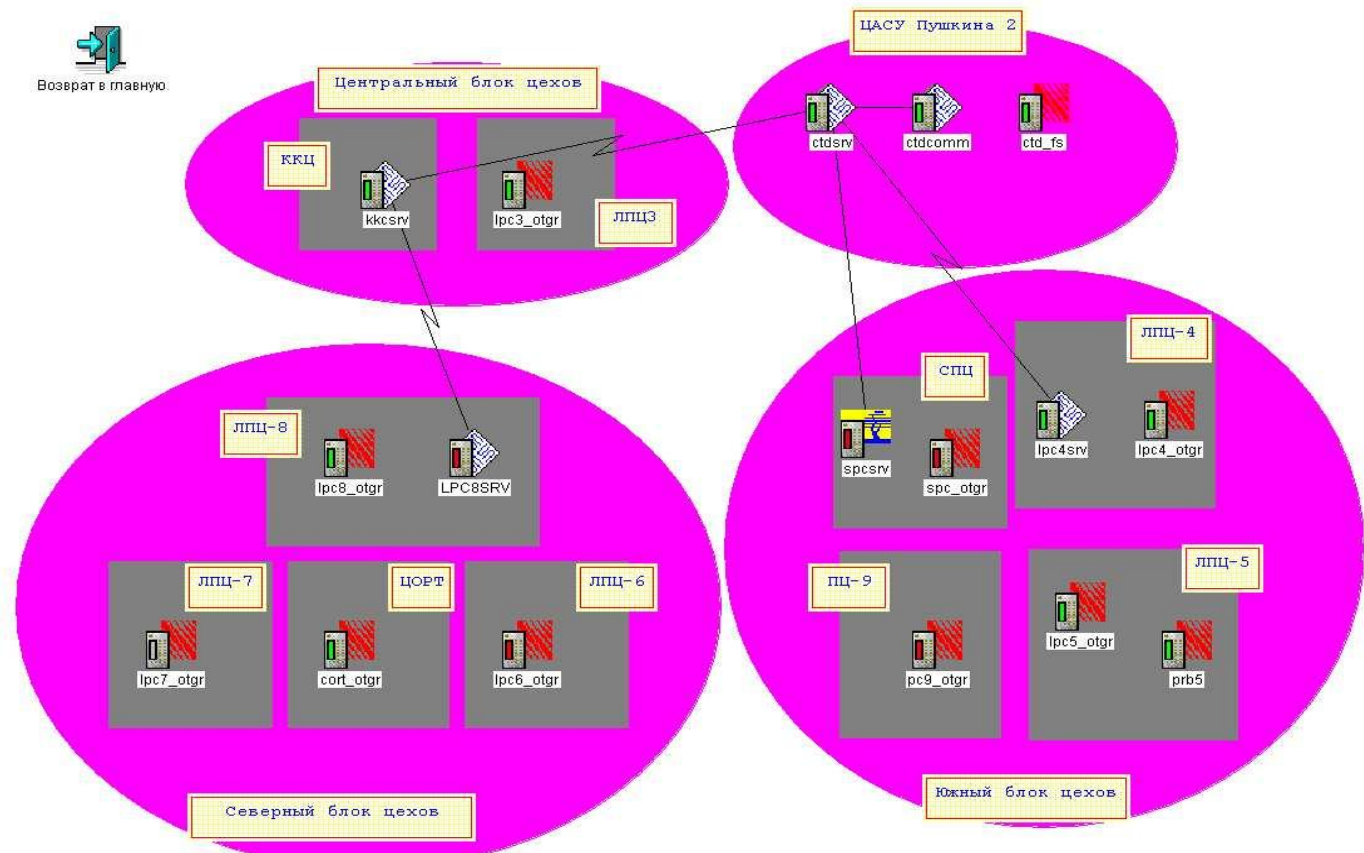 ЦАСУ Пушкина 2
Возврат в главную
Центральный блок цехов
ctdsrv
ctdcomm
ctd_fs
ККЦ
kkcsrv
lpc3_otgr
ЛПЦ3
ЛПЦ-4
СПЦ
ЛПЦ-8
lpc8_otgr
LPC8SRV
spcsrv
spc_otgr
lpc4srv
lpc4_otgr
ЛПЦ-7
ЦОРТ
ЛПЦ-6
ПЦ-9
ЛПЦ-5
lpc7_otgr
cort_otgr
lpc6_otgr
pc9_otgr
lpc5_otgr
prb5
Северный блок цехов
Южный блок цехов